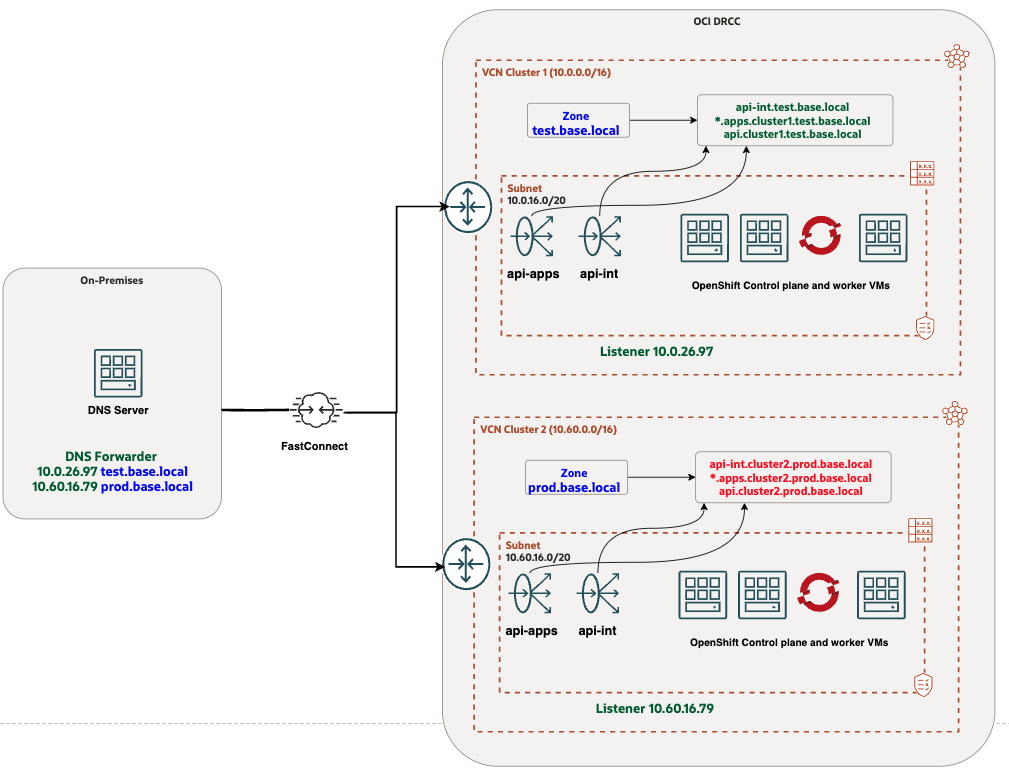 OCI DRCC
VCN Cluster 1 (10.0.0.0/16)
Zone
test.base.local
api-int.test.base.local
*.apps.cluster1.test.base.local
api.cluster1.test.base.local
Subnet
10.0.16.0/20
api-apps
api-int
OpenShift Control plane and worker VMs
Listener 10.0.26.97
On-Premises
DNS Server
DNS Forwarder
10.0.26.97 test.base.local
10.60.16.79 prod.base.local
FastConnect
VCN Cluster 2 (10.60.0.0/16)
Zone
prod.base.local
api-int.cluster2.prod.base.local
*.apps.cluster2.prod.base.local
api.cluster2.prod.base.local
Subnet
10.60.16.0/20
api-apps
api-int
OpenShift Control plane and worker VMs
Listener 10.60.16.79